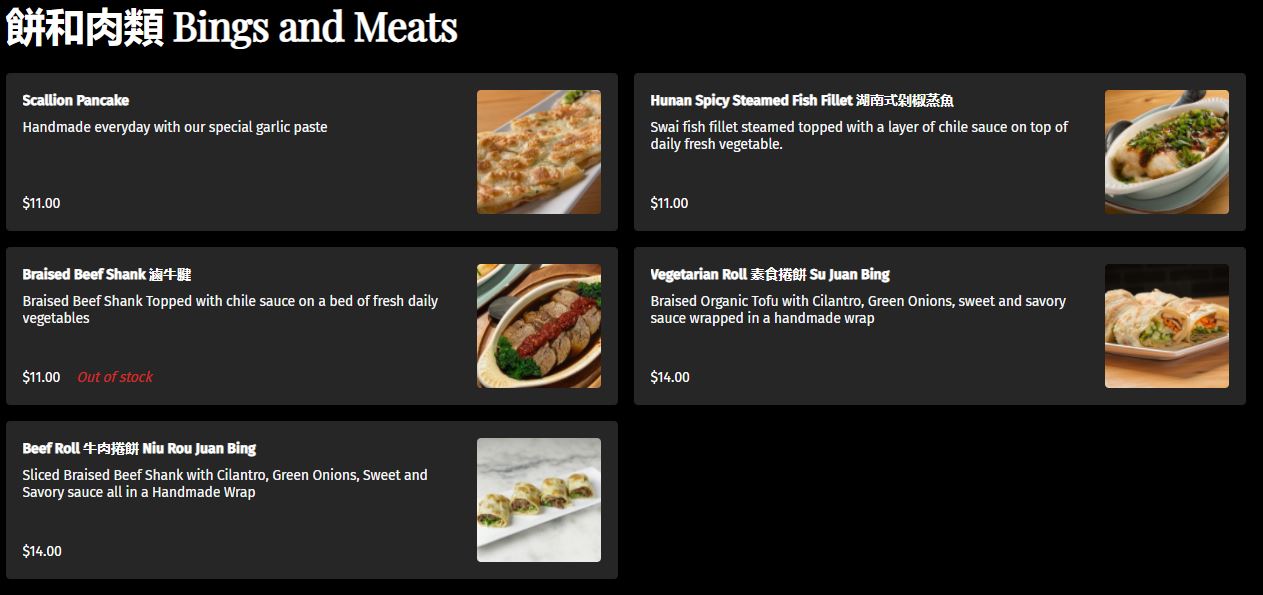 餅和肉類 Bings and Meats
Scallion Pancake
Handmade everyday with our special garlic paste
$11.00
Hunan Spicy Steamed Fish Fillet 湖南式剁椒蒸魚
Swai fish fillet steamed topped with a layer of chile sauce on top of
daily fresh vegetable.
$11.00
Braised Beef Shank 滷牛腱
Braised Beef Shank Topped with chile sauce on a bed of fresh daily
vegetables
$11.00 Out of stock
Vegetarian Roll 素食捲餅 Su Juan Bing
Braised Organic Tofu with Cilantro, Green Onions, sweet and savory
sauce wrapped in a handmade wrap
$14.00
Beef Roll 牛肉捲餅 Niu Rou Juan Bing
Sliced Braised Beef Shank with Cilantro, Green Onions, Sweet and
Savory sauce all in a Handmade Wrap
$14.00